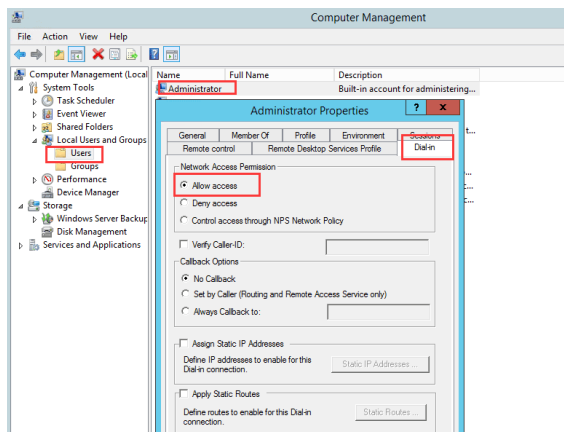 Computer Management
File Action View Help
Computer Management (Local
System Tools
Task Scheduler
Event Viewer
Shared Folders
Local Users and Groups
Users
Groups
Performance
Device Manager
Storage
Windows Server Backup
Disk Management
Services and Applications
Name Full Name Description
Administrator Built-in account for administering...
Administrator Properties ? x
General Member Of Profile Environment Sessions
Remote control Remote Desktop Services Profile Dial-in
Network Access Permission
Allow access
Deny access
Control access through NPS Network Policy
Verify Caller-ID:
Callback Options
No Callback
Set by Caller (Routing and Remote Access Service only)
Always Callback to:
Assign Static IP Addresses
Define IP addresses to enable for this
Dial-in connection.
Static IP Addresses ...
Apply Static Routes
Define routes to enable for this Dial-in
connection.
Static Routes ...